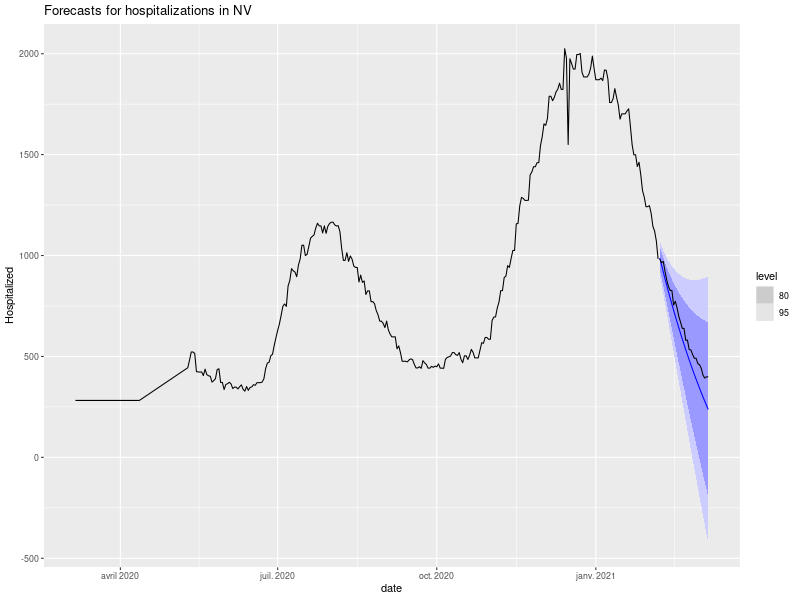 Forecasts for hospitalizations in NV
Hospitalized
2000
1500
1000
500
0
-500
avril 2020
juil. 2020
oct. 2020
janv. 2021
date
level
80
95